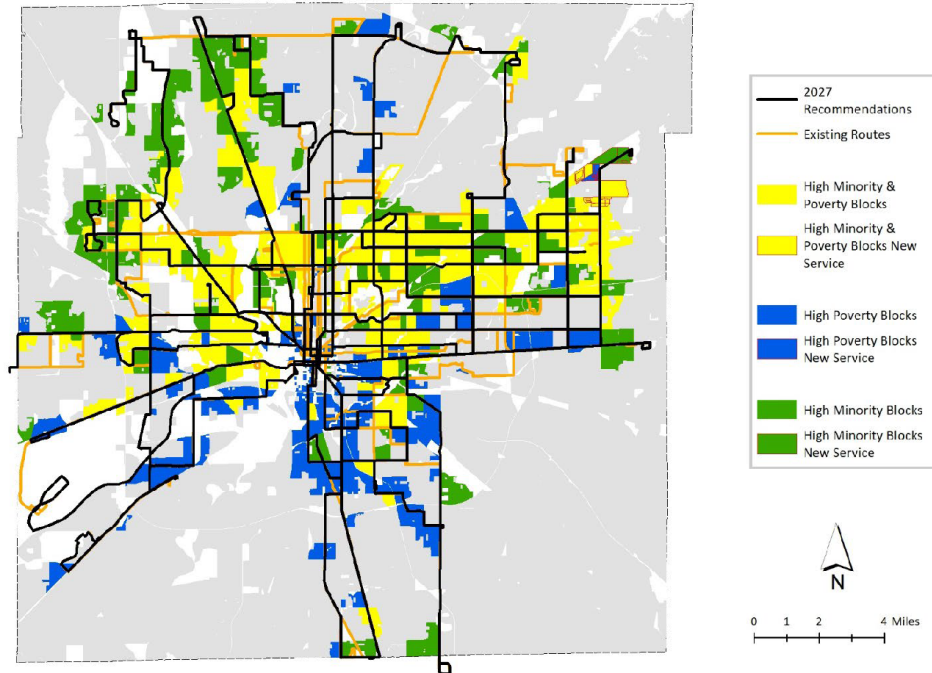 2027
Recommendations
Existing Routes
High Minority &
Poverty Blocks
High Minority &
Poverty Blocks New
Service
High Poverty Blocks
High Poverty Blocks
New Service
High Minority Blocks
High Minority Blocks
New Service
N
0 1 2 4 Miles